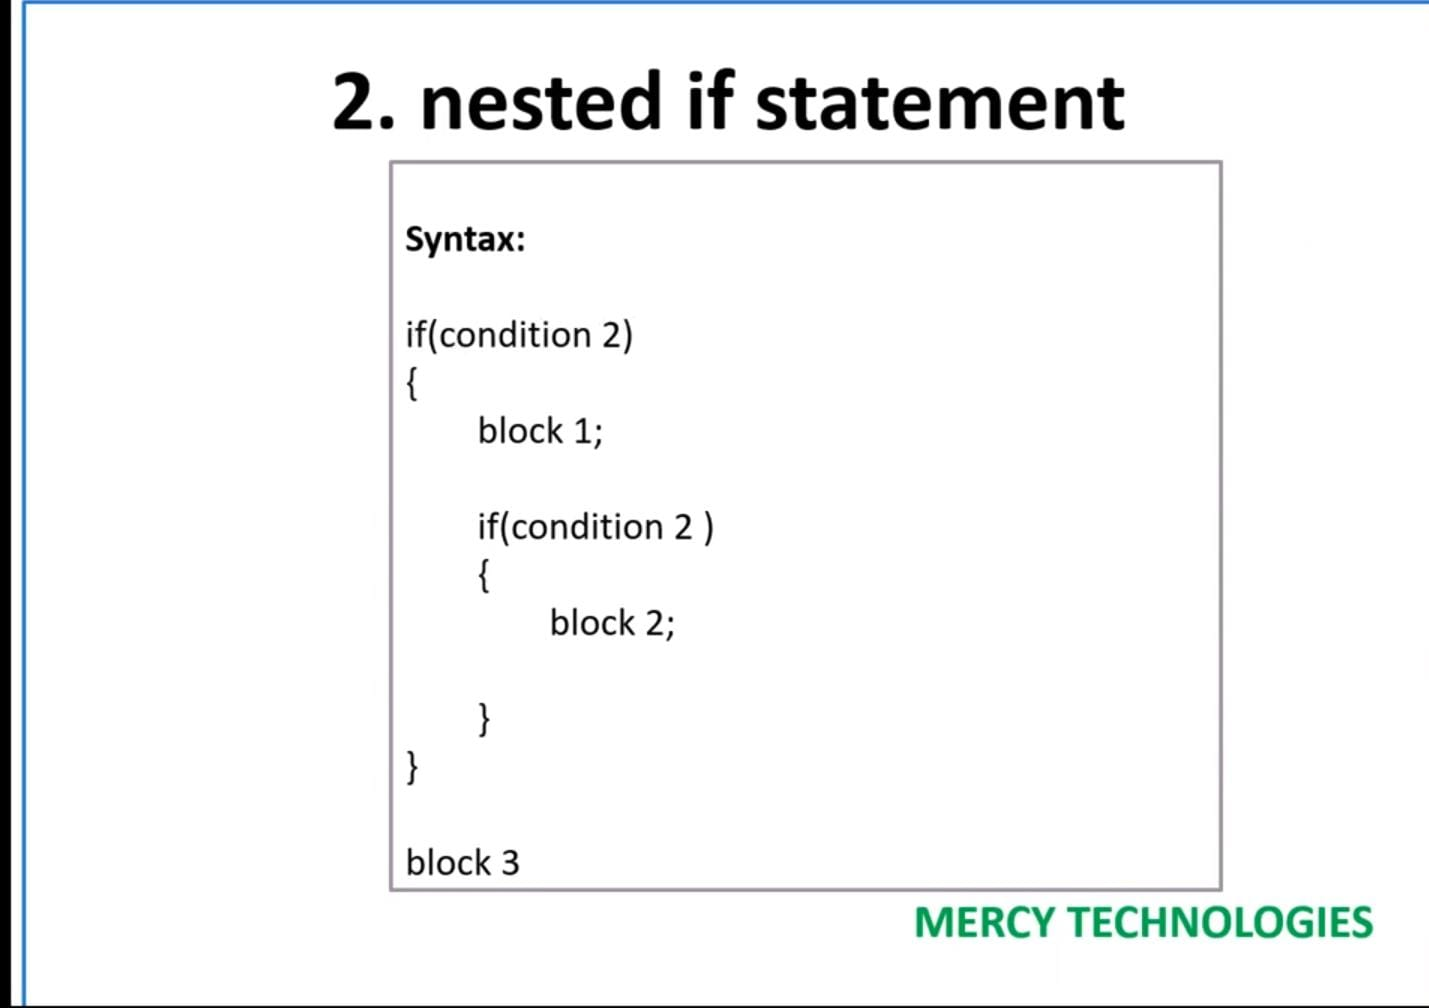 2. nested if statement
Syntax:
if(condition 2)
{
block 1;
if(condition 2 )
{
block 2;
}
}
block 3
MERCY TECHNOLOGIES